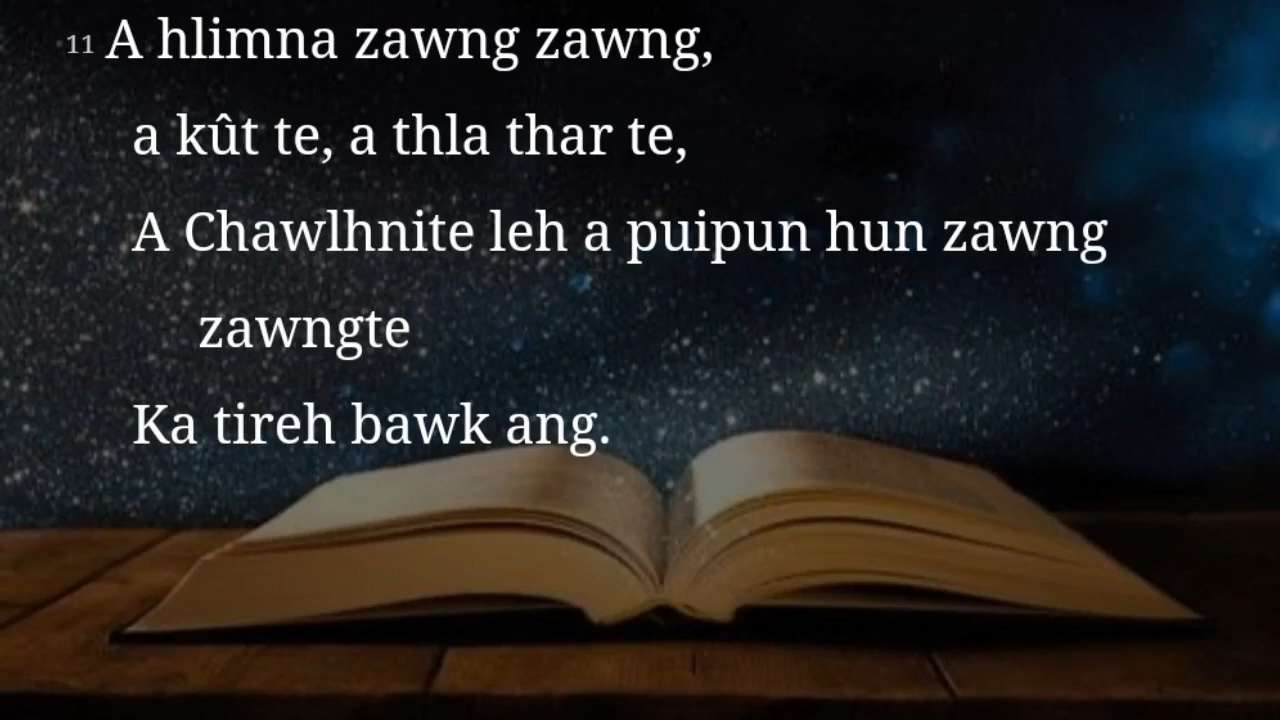 11 A hlimna zawng zawng,
a kût te, a thla thar te,
A Chawlhnite leh a puipun hun zawng
zawngte
Ka tireh bawk ang.